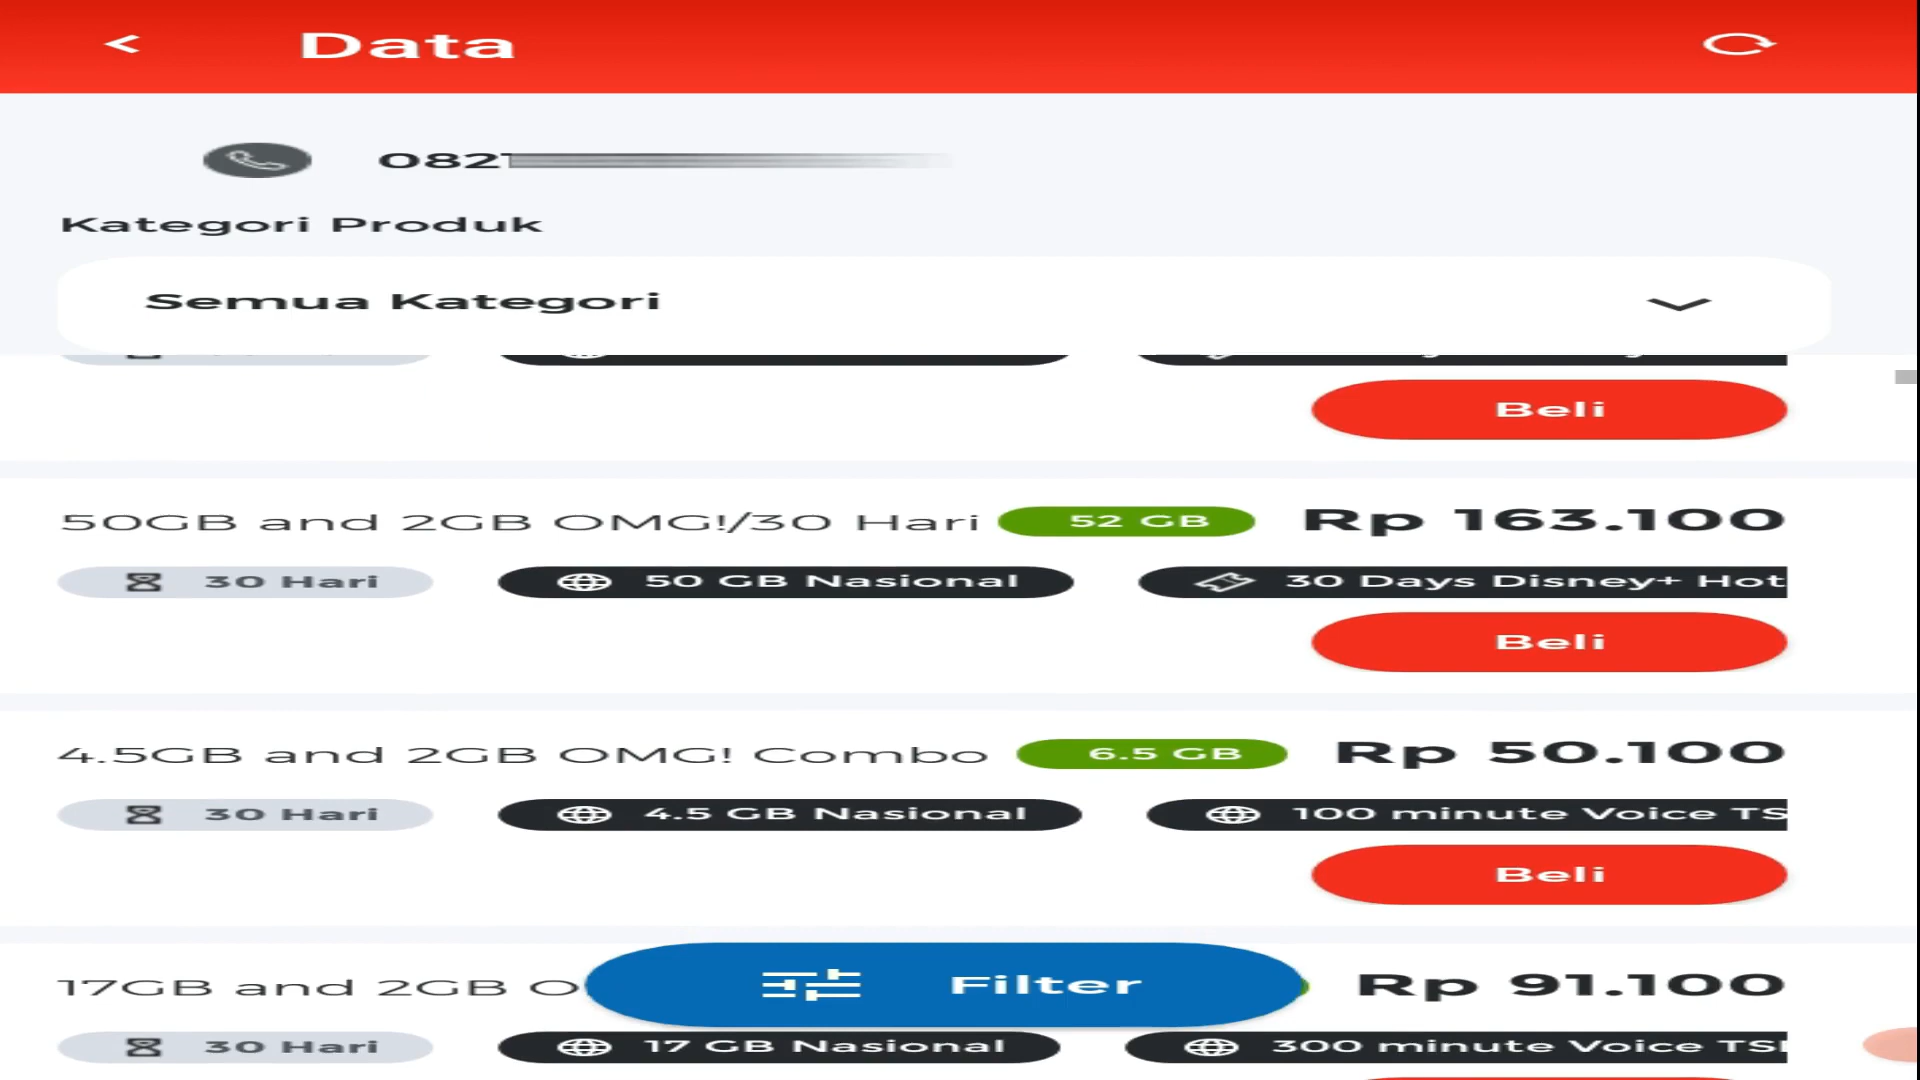 Data
082
Kategori Produk
Semua Kategori
Beli
50GB and 2GB OMG!/30 Hari 52 GB Rp 163.100
30 Hari 50 GB Nasional 30 Days Disney+ Hot
Beli
4.5GB and 2GB OMG! Combo 6.5 GB Rp 50.100
30 Hari 4.5 GB Nasional 100 minute Voice TS
Beli
17GB and 2GB O Filter Rp 91.100
30 Hari 17 GB Nasional 300 minute Voice TS